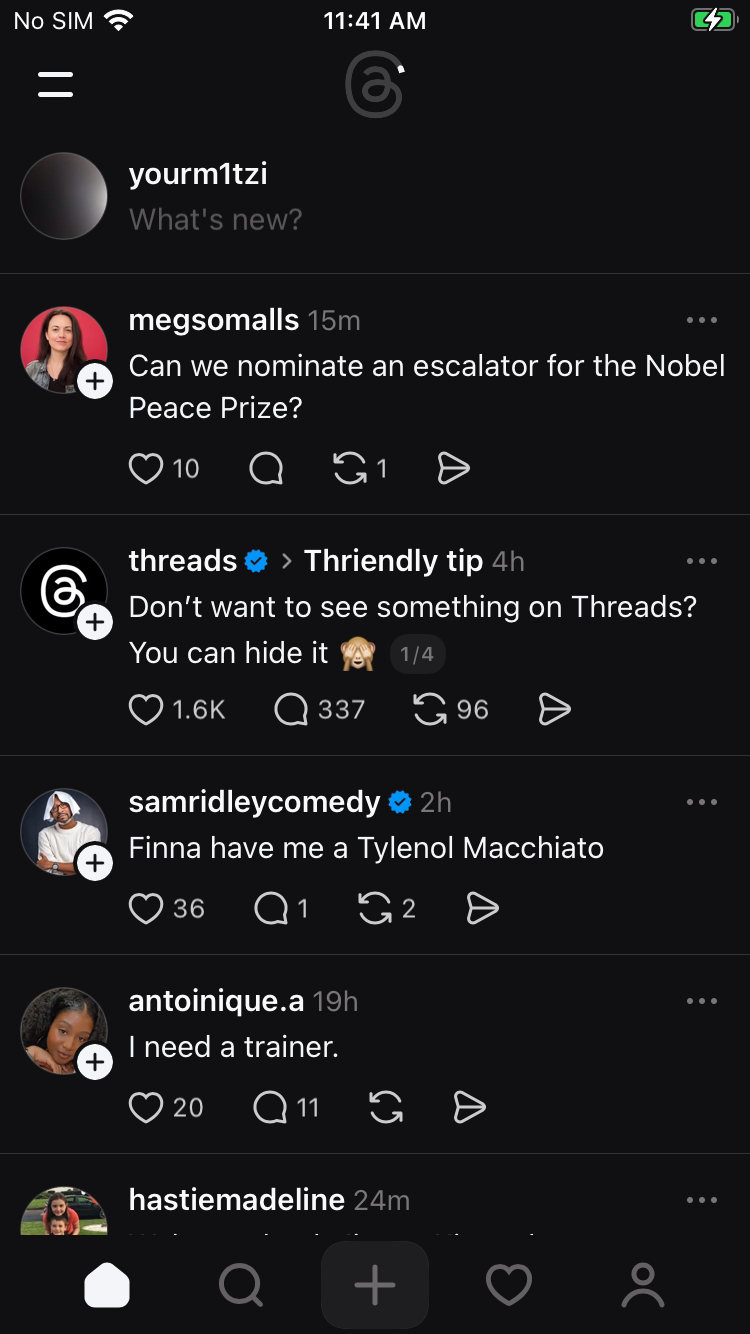 No SIM
11:41 AM
yourm1tzi
What's new?
megsomalls 15m
Can we nominate an escalator for the Nobel
Peace Prize?
10 1
threads > Thriendly tip 4h
Don’t want to see something on Threads?
You can hide it 🙈 1/4
1.6K 337 96
samridleycomedy 2h
Finna have me a Tylenol Macchiato
36 1 2
antoinique.a 19h
I need a trainer.
20 11
hastiemadeline 24m